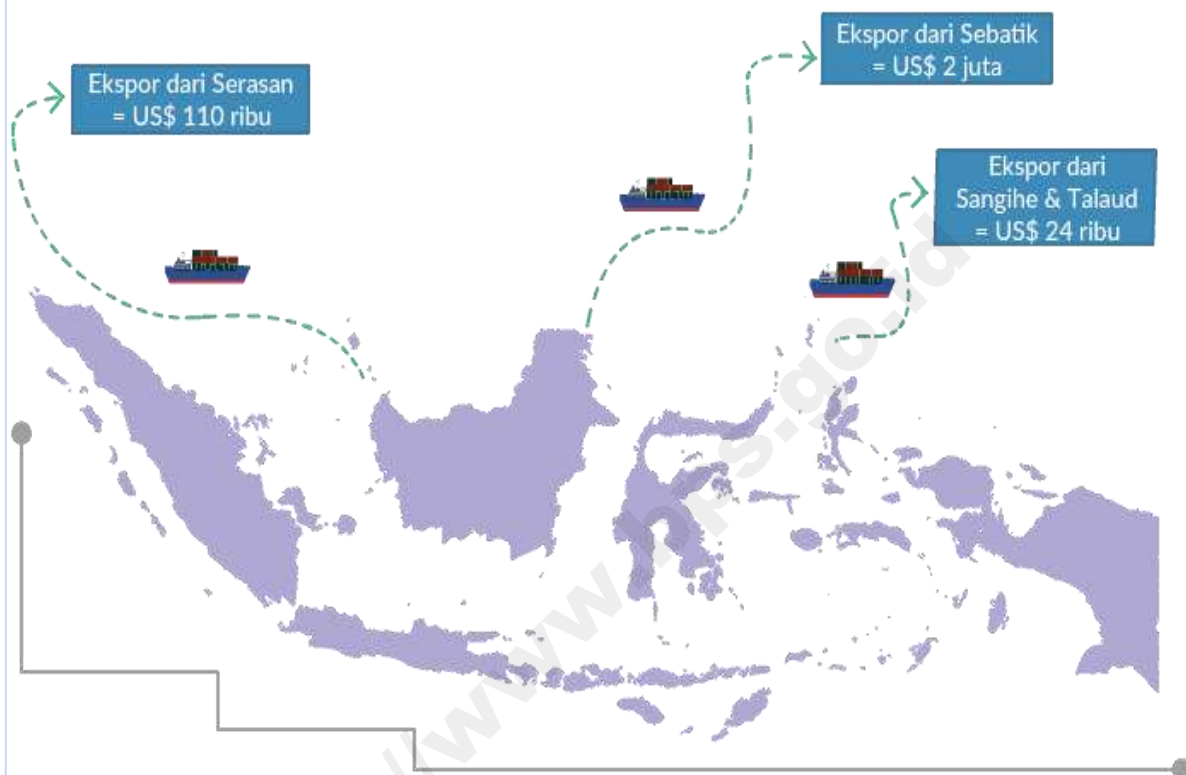 Ekspor dari Serasan
= US$ 110 ribu
Ekspor dari Sebatik
= US$ 2 juta
Ekspor dari
Sangihe & Talaud
= US$ 24 ribu
//www.bps.go.id